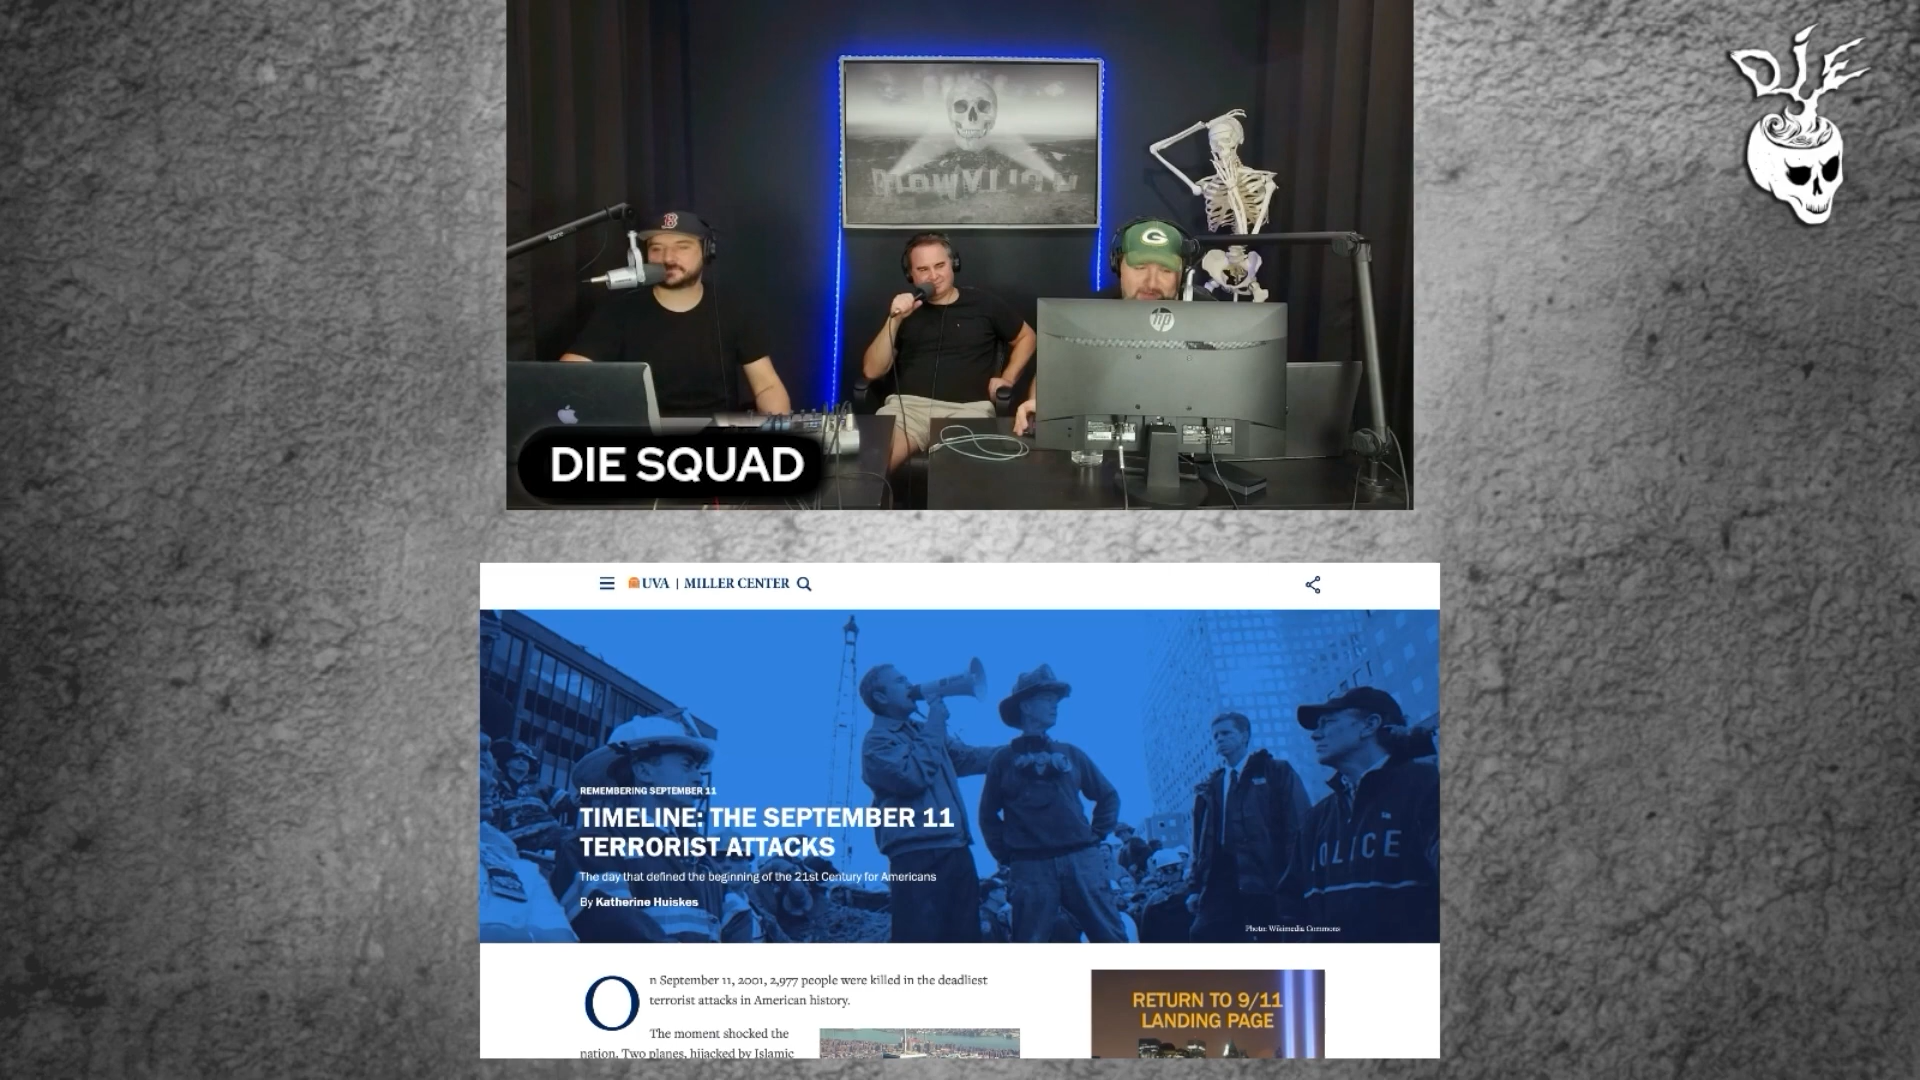 DIE
B
G
hp
DIE SQUAD
UVA | MILLER CENTER
REMEMBERING SEPTEMBER 11
TIMELINE: THE SEPTEMBER 11
TERRORIST ATTACKS
The day that defined the beginning of the 21st Century for Americans
By Katherine Huiskes
POLICE
Photo: Wikimedia Commons
On September 11, 2001, 2,977 people were killed in the deadliest
terrorist attacks in American history.
The moment shocked the
nation. Two planes, hijacked by Islamic
RETURN TO 9/11
LANDING PAGE